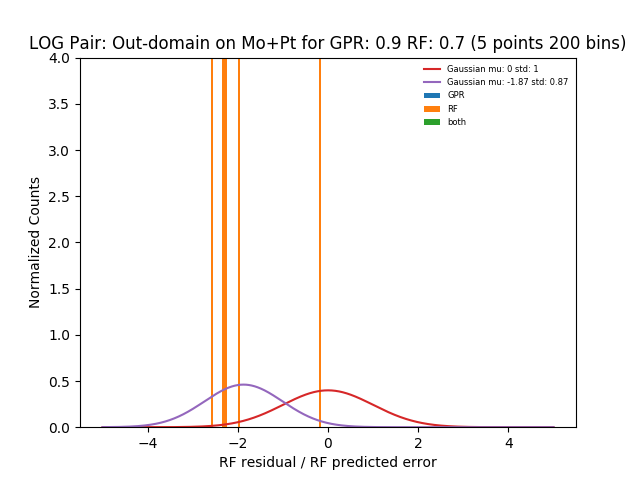 LOG Pair: Out-domain on Mo+Pt for GPR: 0.9 RF: 0.7 (5 points 200 bins)
Gaussian mu: 0 std: 1
Gaussian mu: -1.87 std: 0.87
GPR
RF
both
Normalized Counts
4.0
3.5
3.0
2.5
2.0
1.5
1.0
0.5
0.0
−4 −2 0 2 4
RF residual / RF predicted error